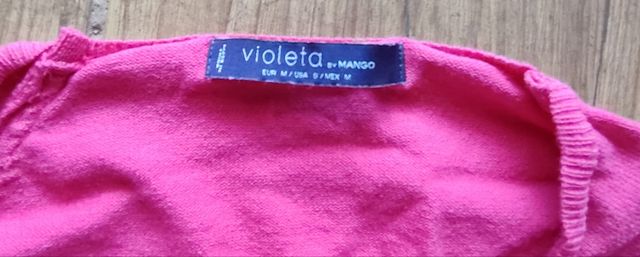 violeta BY MANGO
EUR M / USA S / MEX M